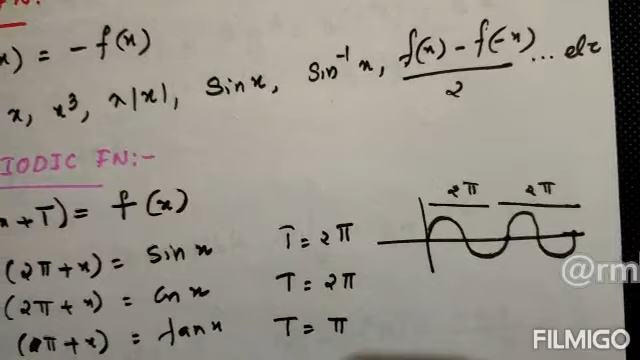 FN:
x) = - f(x)
x, x³, x|x|, sin x, sin⁻¹ x, f(x) - f(-x) / 2 ... etc
IODIC FN:-
x + T) = f(x)
(2π + x) = sin x T = 2π
(2π + x) = cos x T = 2π
(π + x) = tan x T = π
2π 2π
@rm
FILMIGO